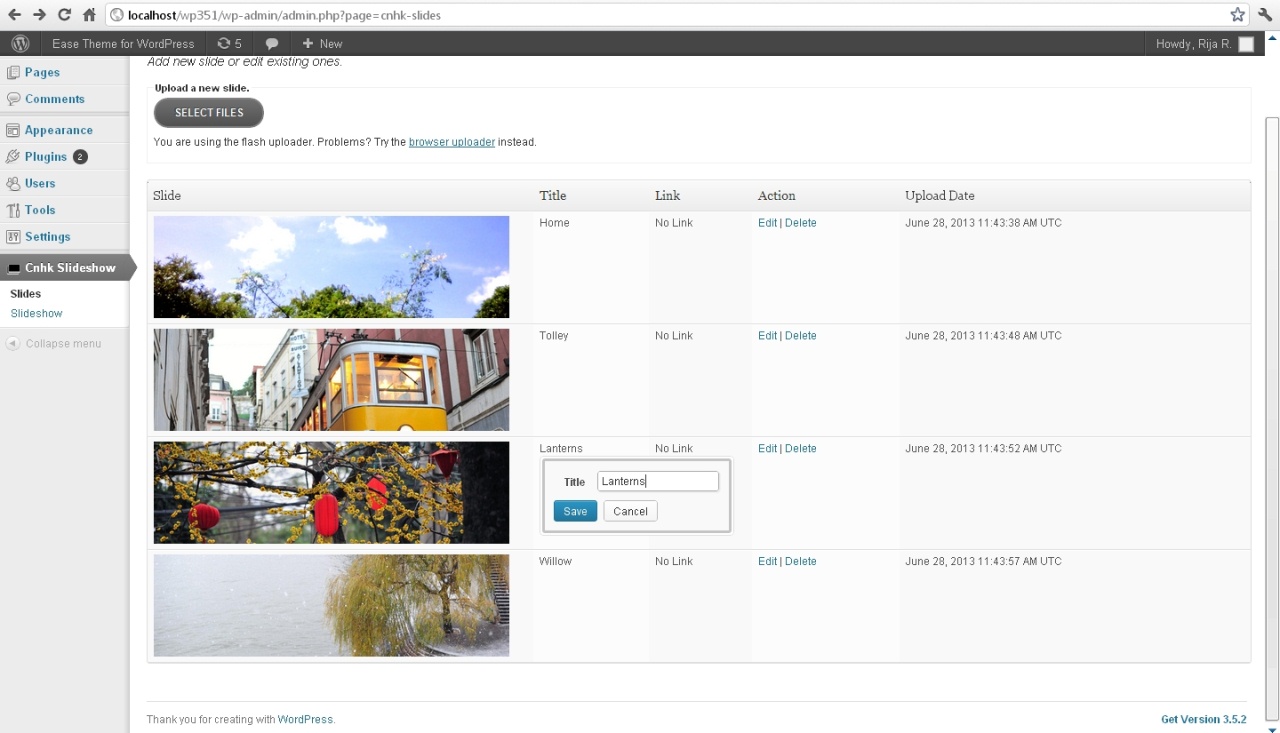 localhost/wp351/wp-admin/admin.php?page=cnhk-slides
Ease Theme for WordPress 5 + New Howdy, Rija R.
Pages
Comments
Appearance
Plugins 2
Users
Tools
Settings
Cnhk Slideshow
Slides
Slideshow
Collapse menu
Add new slide or edit existing ones.
Upload a new slide.
SELECT FILES
You are using the flash uploader. Problems? Try the browser uploader instead.
Slide Title Link Action Upload Date
Home No Link Edit | Delete June 28, 2013 11:43:38 AM UTC
Tolley No Link Edit | Delete June 28, 2013 11:43:48 AM UTC
HOTEL
Lanterns No Link Edit | Delete June 28, 2013 11:43:52 AM UTC
Title Lanterns
Save Cancel
Willow No Link Edit | Delete June 28, 2013 11:43:57 AM UTC
Thank you for creating with WordPress. Get Version 3.5.2